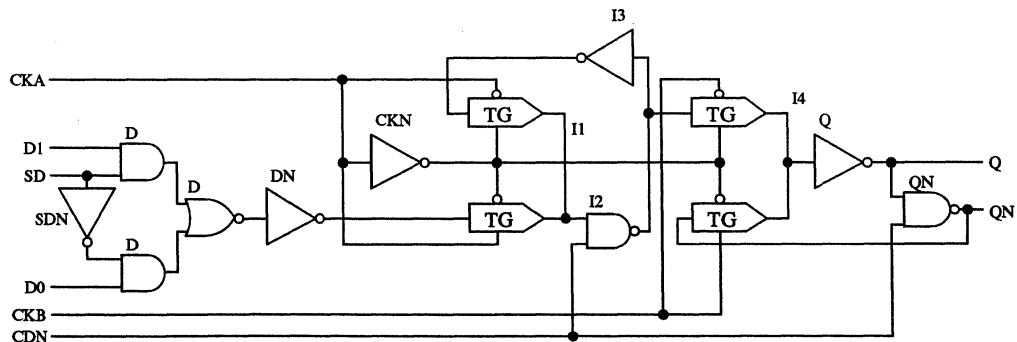 I3
CKA
TG
TG
I4
CKN
I1
Q
D
D1
Q
SD
D
DN
I2
QN
SDN
TG
TG
QN
D
D0
CKB
CDN